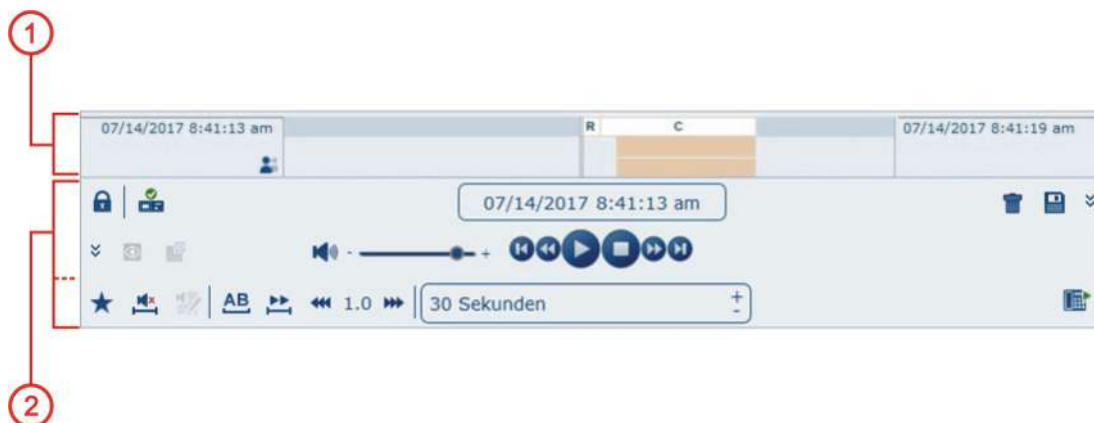 1
07/14/2017 8:41:13 am R C 07/14/2017 8:41:19 am
07/14/2017 8:41:13 am
- +
AB 1.0 30 Sekunden + -
2